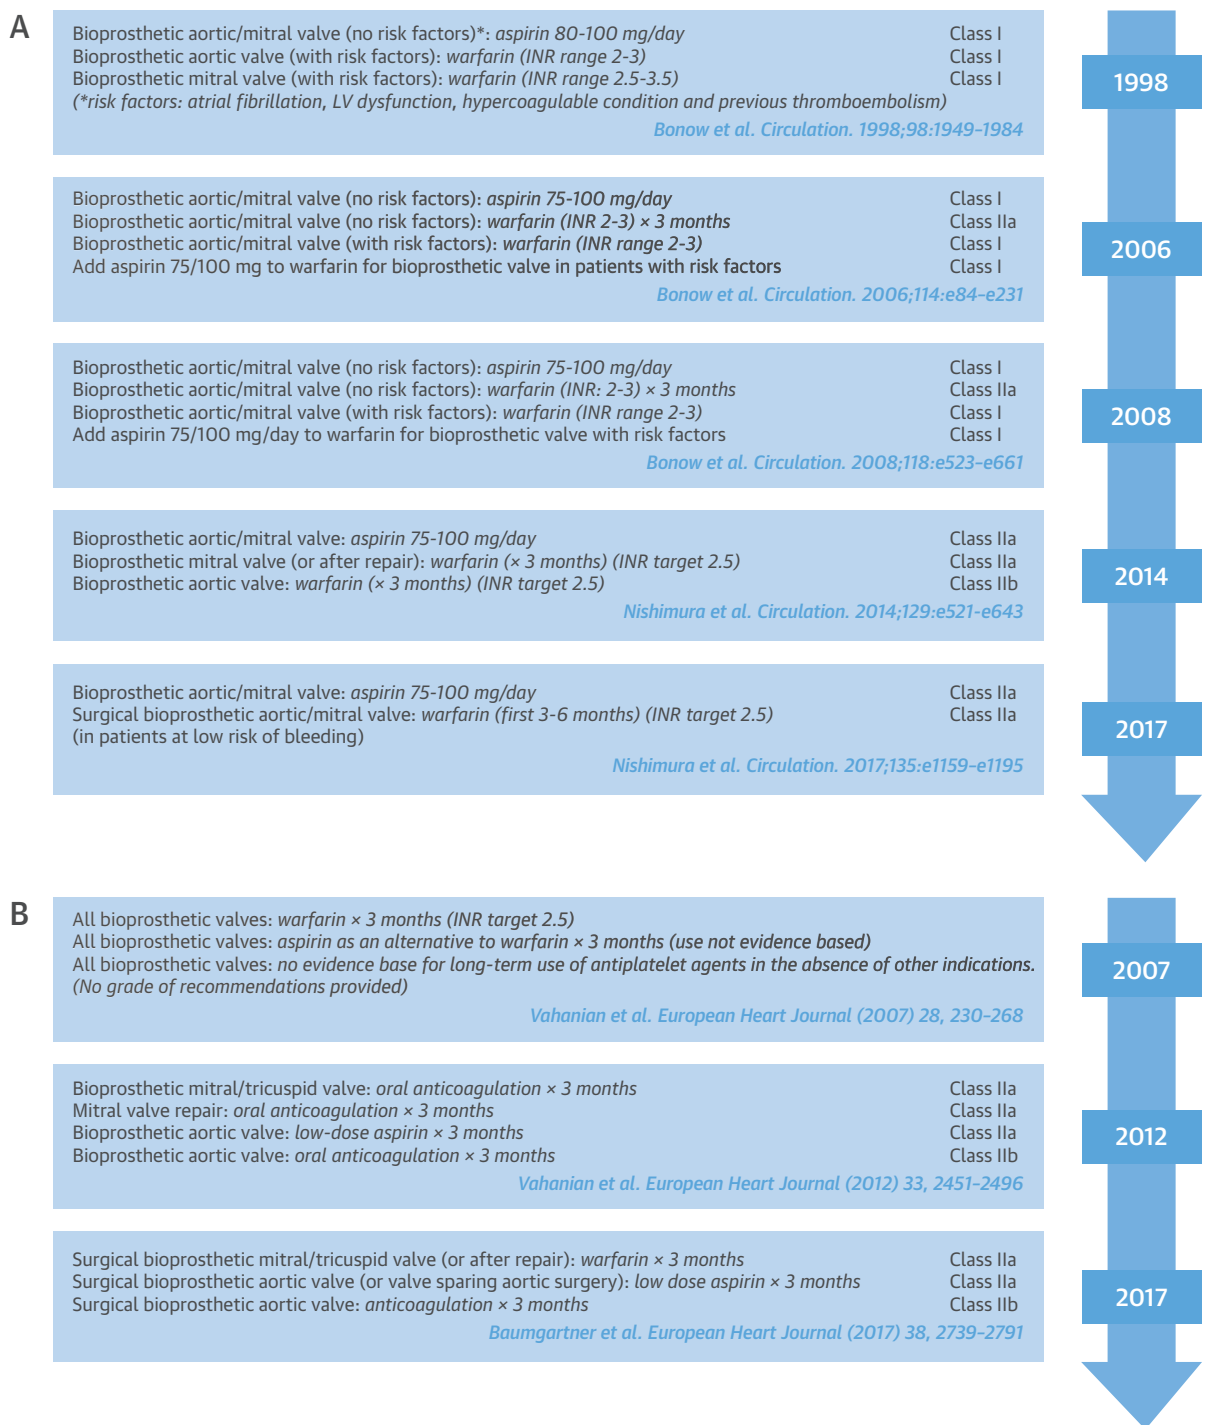 A
Bioprosthetic aortic/mitral valve (no risk factors)*: aspirin 80-100 mg/day Class I
Bioprosthetic aortic valve (with risk factors): warfarin (INR range 2-3) Class I
Bioprosthetic mitral valve (with risk factors): warfarin (INR range 2.5-3.5) Class I
(*risk factors: atrial fibrillation, LV dysfunction, hypercoagulable condition and previous thromboembolism)
Bonow et al. Circulation. 1998;98:1949–1984
1998
Bioprosthetic aortic/mitral valve (no risk factors): aspirin 75-100 mg/day Class I
Bioprosthetic aortic/mitral valve (no risk factors): warfarin (INR 2-3) × 3 months Class IIa
Bioprosthetic aortic/mitral valve (with risk factors): warfarin (INR range 2-3) Class I
Add aspirin 75/100 mg to warfarin for bioprosthetic valve in patients with risk factors Class I
Bonow et al. Circulation. 2006;114:e84–e231
2006
Bioprosthetic aortic/mitral valve (no risk factors): aspirin 75-100 mg/day Class I
Bioprosthetic aortic/mitral valve (no risk factors): warfarin (INR: 2-3) × 3 months Class IIa
Bioprosthetic aortic/mitral valve (with risk factors): warfarin (INR range 2-3) Class I
Add aspirin 75/100 mg/day to warfarin for bioprosthetic valve with risk factors Class I
Bonow et al. Circulation. 2008;118:e523–e661
2008
Bioprosthetic aortic/mitral valve: aspirin 75-100 mg/day Class IIa
Bioprosthetic mitral valve (or after repair): warfarin (× 3 months) (INR target 2.5) Class IIa
Bioprosthetic aortic valve: warfarin (× 3 months) (INR target 2.5) Class IIb
Nishimura et al. Circulation. 2014;129:e521-e643
2014
Bioprosthetic aortic/mitral valve: aspirin 75-100 mg/day Class IIa
Surgical bioprosthetic aortic/mitral valve: warfarin (first 3-6 months) (INR target 2.5) Class IIa
(in patients at low risk of bleeding)
Nishimura et al. Circulation. 2017;135:e1159–e1195
2017
B
All bioprosthetic valves: warfarin × 3 months (INR target 2.5)
All bioprosthetic valves: aspirin as an alternative to warfarin × 3 months (use not evidence based)
All bioprosthetic valves: no evidence base for long-term use of antiplatelet agents in the absence of other indications.
(No grade of recommendations provided)
Vahanian et al. European Heart Journal (2007) 28, 230–268
2007
Bioprosthetic mitral/tricuspid valve: oral anticoagulation × 3 months Class IIa
Mitral valve repair: oral anticoagulation × 3 months Class IIa
Bioprosthetic aortic valve: low-dose aspirin × 3 months Class IIa
Bioprosthetic aortic valve: oral anticoagulation × 3 months Class IIb
Vahanian et al. European Heart Journal (2012) 33, 2451–2496
2012
Surgical bioprosthetic mitral/tricuspid valve (or after repair): warfarin × 3 months Class IIa
Surgical bioprosthetic aortic valve (or valve sparing aortic surgery): low dose aspirin × 3 months Class IIa
Surgical bioprosthetic aortic valve: anticoagulation × 3 months Class IIb
Baumgartner et al. European Heart Journal (2017) 38, 2739–2791
2017